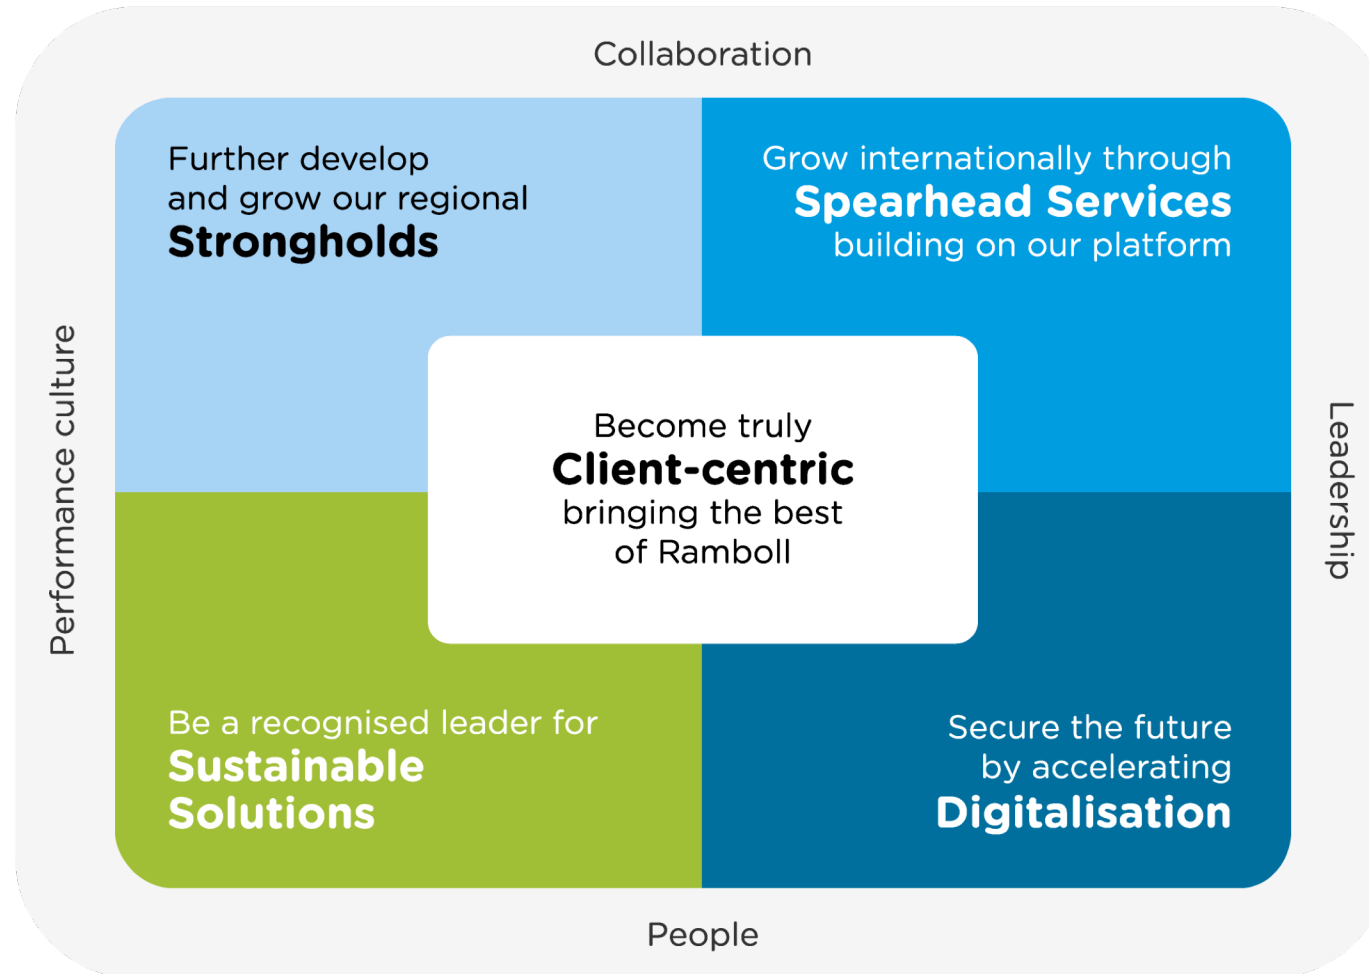 Collaboration
Further develop
and grow our regional
Strongholds
Grow internationally through
Spearhead Services
building on our platform
Performance culture
Become truly
Client-centric
bringing the best
of Ramboll
Leadership
Be a recognised leader for
Sustainable
Solutions
Secure the future
by accelerating
Digitalisation
People